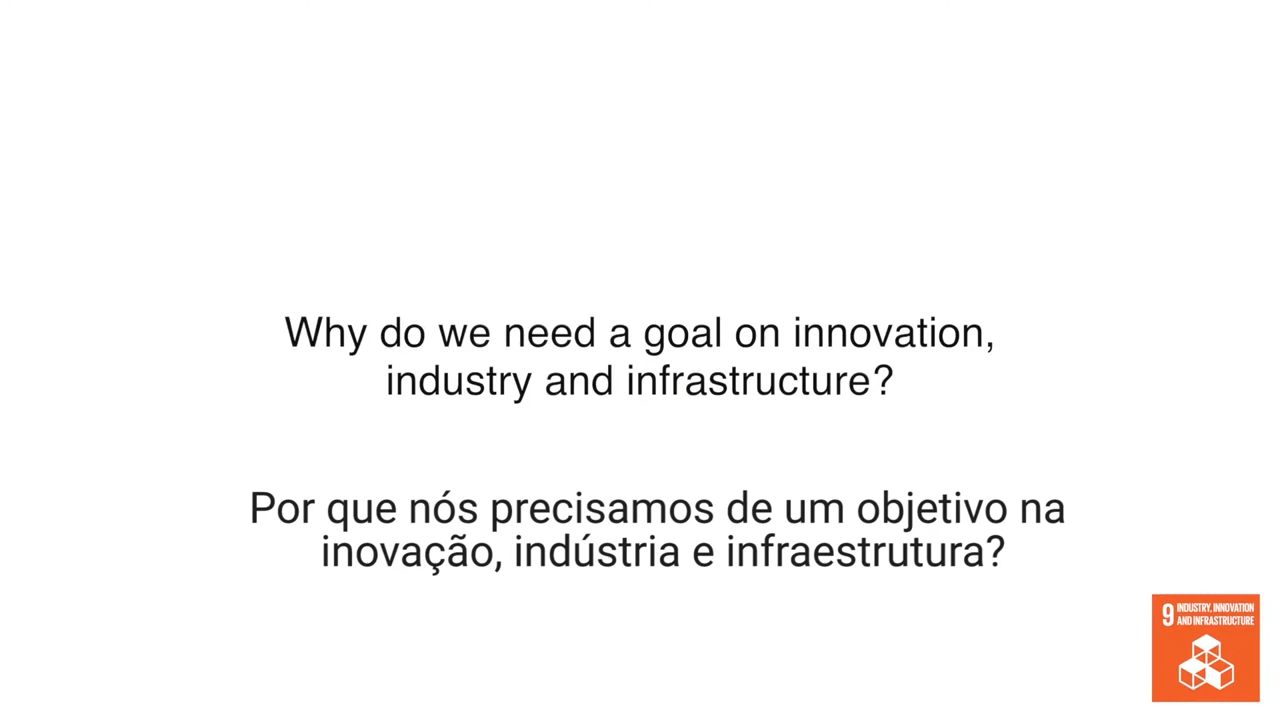 Why do we need a goal on innovation,
industry and infrastructure?
Por que nós precisamos de um objetivo na
inovação, indústria e infraestrutura?
9 INDUSTRY, INNOVATION
AND INFRASTRUCTURE